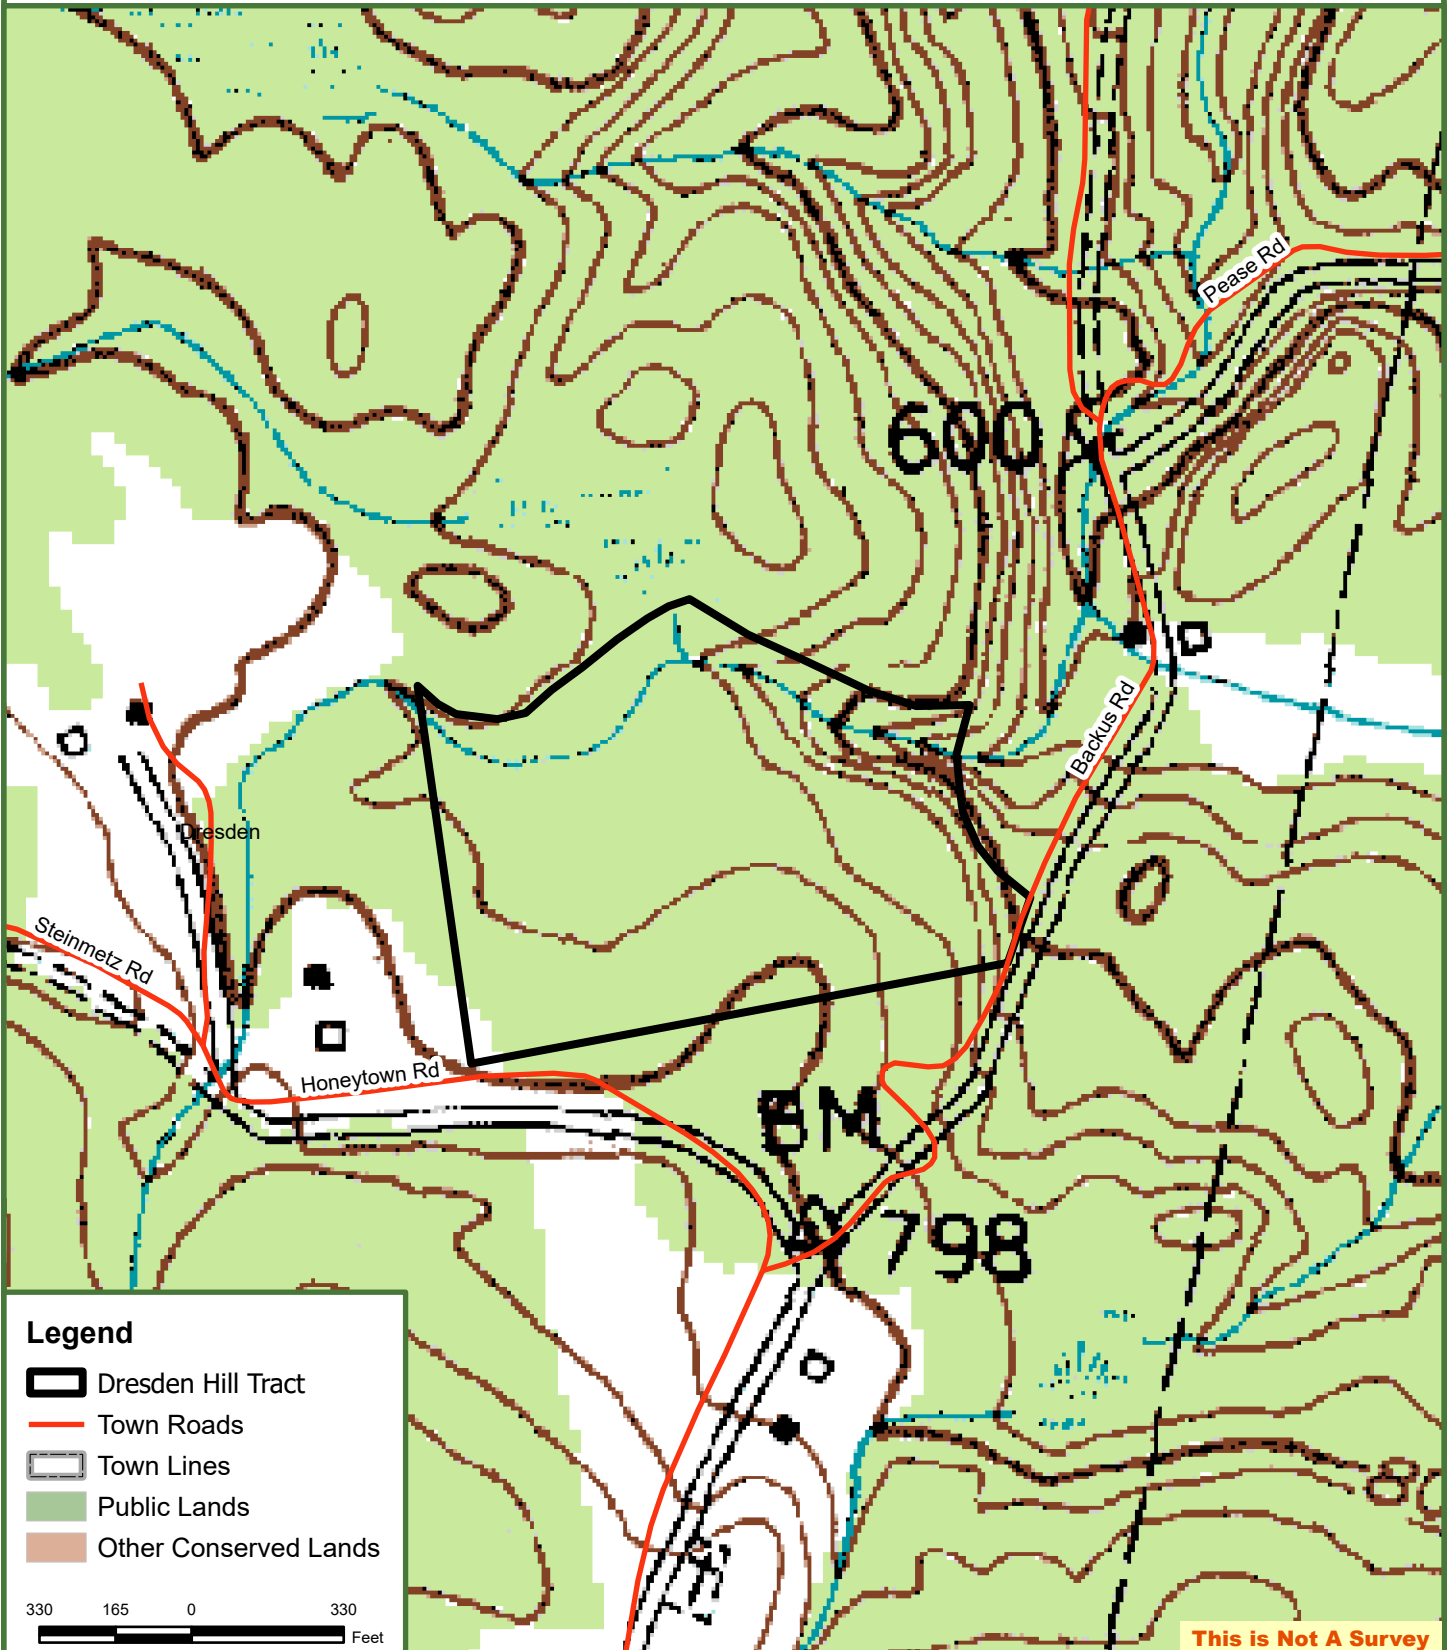 Pease Rd
600
Backus Rd
Dresden
Steinmetz Rd
Honeytown Rd
BM
798
Legend
Dresden Hill Tract
Town Roads
Town Lines
Public Lands
Other Conserved Lands
330 165 0 330
Feet
This is Not A Survey